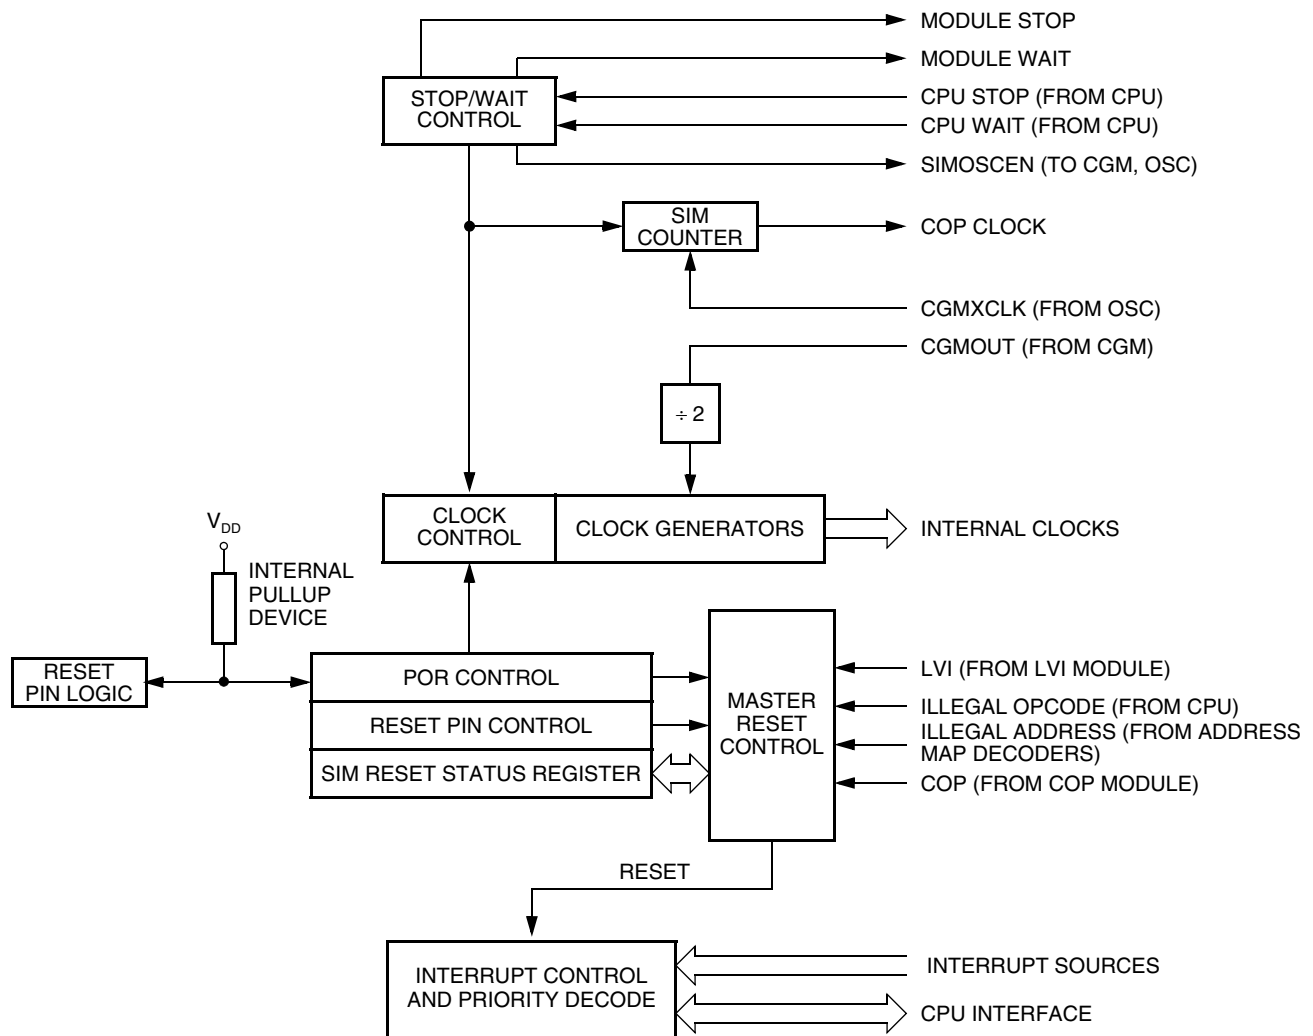 MODULE STOP
MODULE WAIT
STOP/WAIT
CONTROL
CPU STOP (FROM CPU)
CPU WAIT (FROM CPU)
SIMOSCEN (TO CGM, OSC)
SIM
COUNTER
COP CLOCK
CGMXCLK (FROM OSC)
CGMOUT (FROM CGM)
÷ 2
CLOCK
CONTROL
CLOCK GENERATORS
INTERNAL CLOCKS
VDD
INTERNAL
PULLUP
DEVICE
RESET
PIN LOGIC
POR CONTROL
RESET PIN CONTROL
SIM RESET STATUS REGISTER
MASTER
RESET
CONTROL
LVI (FROM LVI MODULE)
ILLEGAL OPCODE (FROM CPU)
ILLEGAL ADDRESS (FROM ADDRESS
MAP DECODERS)
COP (FROM COP MODULE)
RESET
INTERRUPT CONTROL
AND PRIORITY DECODE
INTERRUPT SOURCES
CPU INTERFACE